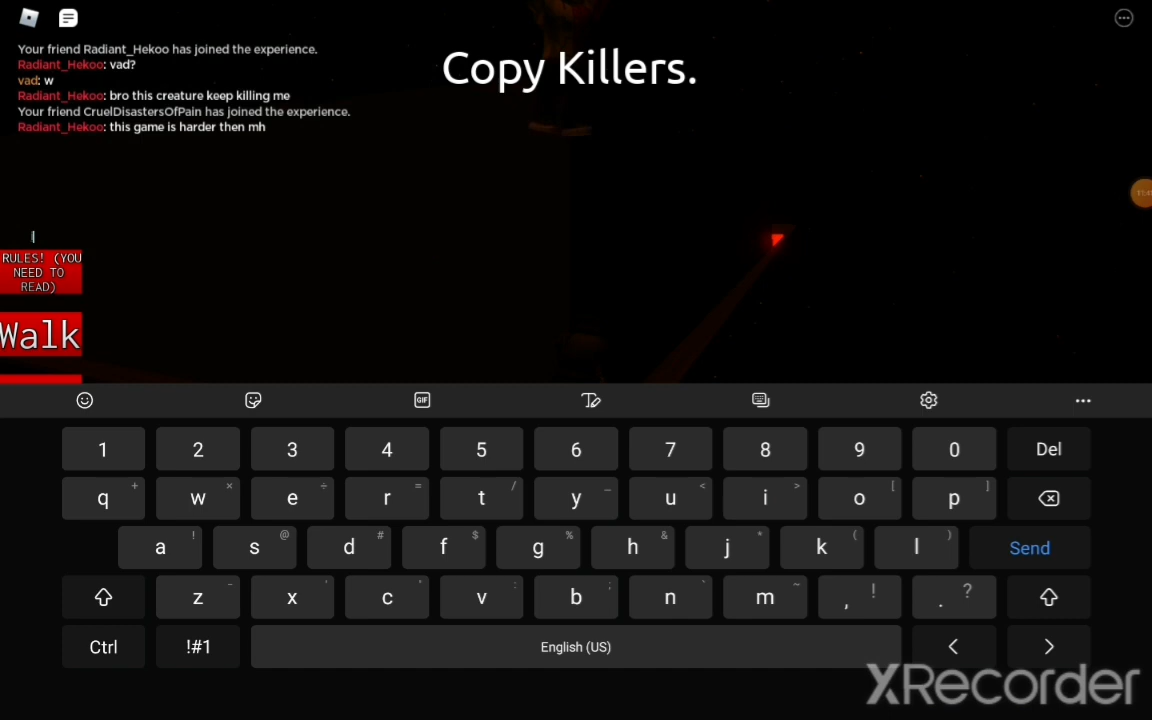 Your friend Radiant_Hekoo has joined the experience.
Radiant_Hekoo: vad?
vad: w
Radiant_Hekoo: bro this creature keep killing me
Your friend CruelDisastersOfPain has joined the experience.
Radiant_Hekoo: this game is harder then mh
Copy Killers.
RULES! (YOU
NEED TO
READ)
Walk
GIF
1 2 3 4 5 6 7 8 9 0 Del
q + w × e ÷ r = t / y _ u < i > o [ p ]
a ! s @ d # f $ g % h & j * k ( l ) Send
z - x ' c " v : b ; n ` m ~ , ! . ?
Ctrl !#1 English (US) < >
XRecorder